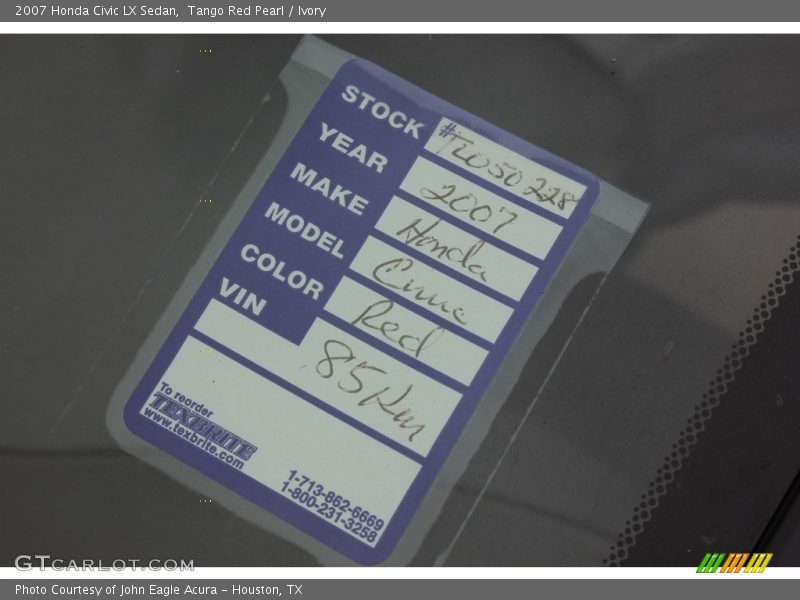 2007 Honda Civic LX Sedan, Tango Red Pearl / Ivory
STOCK #TL050228
YEAR 2007
MAKE Honda
MODEL Civic
COLOR Red
VIN 85Km
To reorder
TEXBRITE
www.texbrite.com
1-713-862-6669
1-800-231-3258
GTCARLOT.COM
Photo Courtesy of John Eagle Acura - Houston, TX